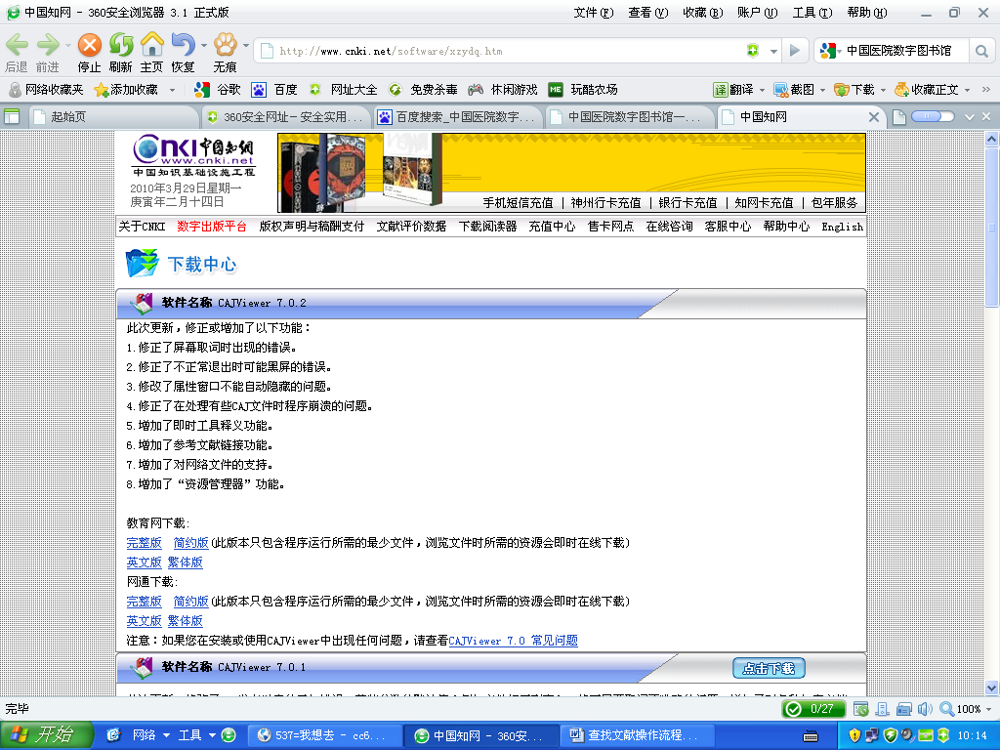 中国知网 - 360安全浏览器 3.1 正式版
文件(F) 查看(V) 收藏(B) 账户(U) 工具(T) 帮助(H)
http://www.cnki.net/software/xzydq.htm
中国医院数字图书馆
后退 前进 停止 刷新 主页 恢复 无痕
网络收藏夹 添加收藏 谷歌 百度 网址大全 免费杀毒 休闲游戏 玩酷农场 翻译 截图 下载 收藏正文 »
起始页 360安全网址－安全实用... 百度搜索_中国医院数字... 中国医院数字图书馆一-... 中国知网
CNKI中国知网
www.cnki.net
中国知识基础设施工程
2010年3月29日星期一
庚寅年二月十四日
手机短信充值 | 神州行卡充值 | 银行卡充值 | 知网卡充值 | 包年服务
关于CNKI 数字出版平台 版权声明与稿酬支付 文献评价数据 下载阅读器 充值中心 售卡网点 在线咨询 客服中心 帮助中心 English
下载中心
软件名称 CAJViewer 7.0.2
此次更新，修正或增加了以下功能：
1.修正了屏幕取词时出现的错误。
2.修正了不正常退出时可能黑屏的错误。
3.修改了属性窗口不能自动隐藏的问题。
4.修正了在处理有些CAJ文件时程序崩溃的问题。
5.增加了即时工具释义功能。
6.增加了参考文献链接功能。
7.增加了对网络文件的支持。
8.增加了“资源管理器”功能。
教育网下载:
完整版 简约版(此版本只包含程序运行所需的最少文件，浏览文件时所需的资源会即时在线下载)
英文版 繁体版
网通下载:
完整版 简约版(此版本只包含程序运行所需的最少文件，浏览文件时所需的资源会即时在线下载)
英文版 繁体版
注意：如果您在安装或使用CAJViewer中出现任何问题，请查看CAJViewer 7.0 常见问题
软件名称 CAJViewer 7.0.1
点击下载
完毕
0/27
100%
开始 网络 工具 537=我想去 - cc6... 中国知网 - 360安... 查找文献操作流程... 10:14